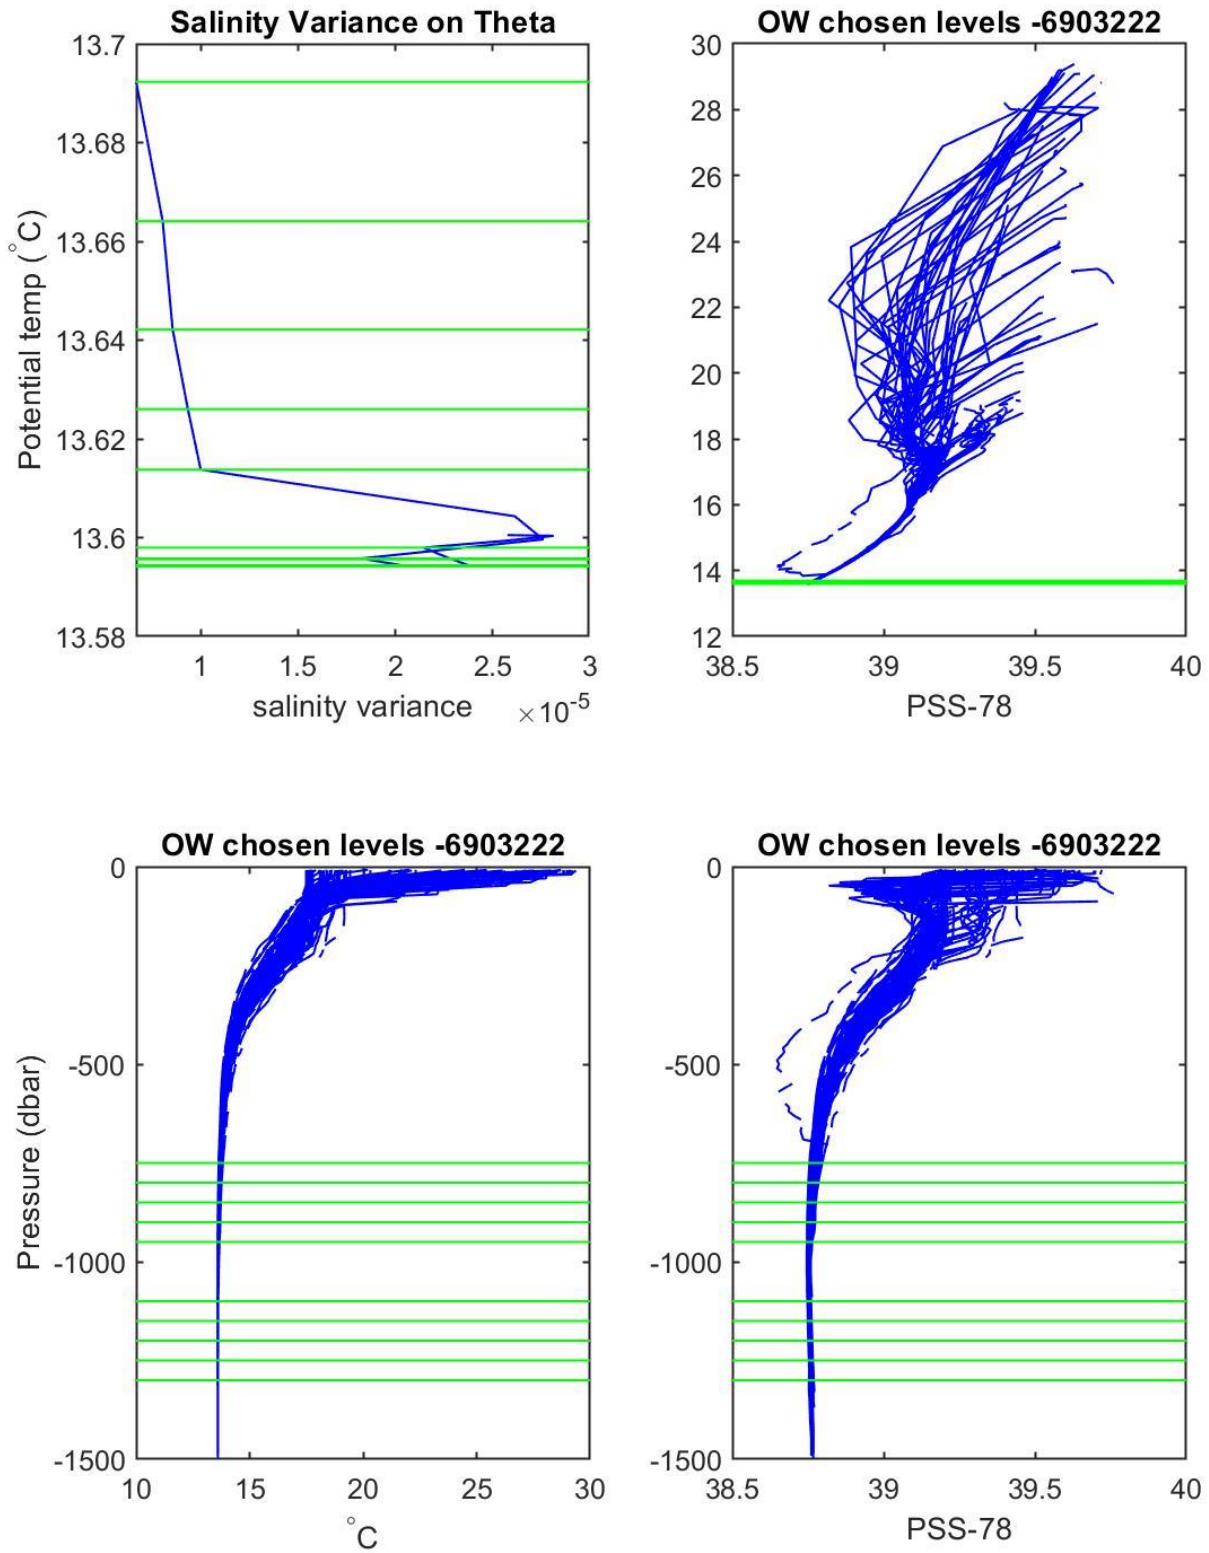 Salinity Variance on Theta
13.7
13.68
13.66
13.64
13.62
13.6
13.58
Potential temp (°C)
1 1.5 2 2.5 3
salinity variance ×10-5
OW chosen levels -6903222
30
28
26
24
22
20
18
16
14
12
38.5 39 39.5 40
PSS-78
OW chosen levels -6903222
0
-500
-1000
-1500
Pressure (dbar)
10 15 20 25 30
°C
OW chosen levels -6903222
0
-500
-1000
-1500
38.5 39 39.5 40
PSS-78